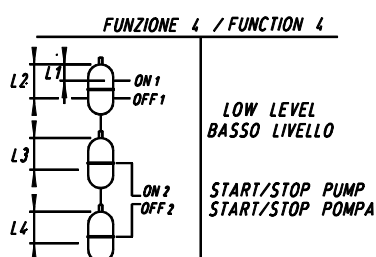 FUNZIONE 4 / FUNCTION 4
L2
L1
ON 1
OFF 1
LOW LEVEL
BASSO LIVELLO
L3
ON 2
OFF 2
START/STOP PUMP
START/STOP POMPA
L4